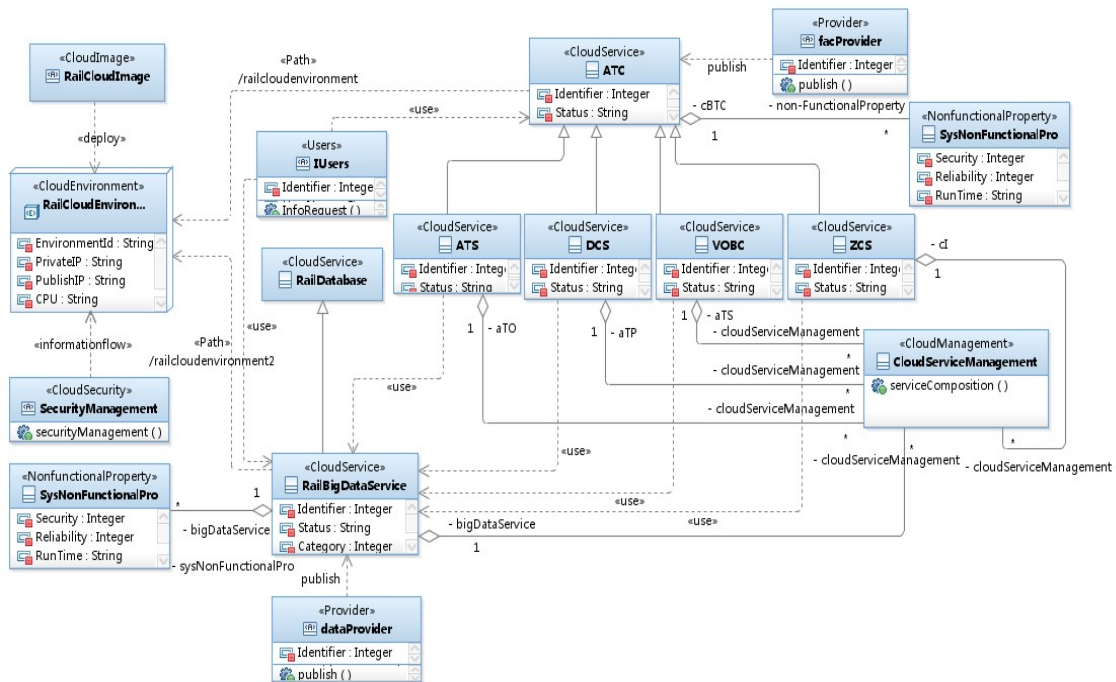 «CloudImage»
RailCloudImage
«deploy»
«CloudEnvironment»
RailCloudEnviron...
EnvironmentId : String
PrivateIP : String
PublishIP : String
CPU : String
«informationflow»
«CloudSecurity»
SecurityManagement
securityManagement ( )
«NonfunctionalProperty»
SysNonFunctionalPro
Security : Integer
Reliability : Integer
RunTime : String
«Path»
/railcloudenvironment
«use»
«Users»
IUsers
Identifier : Intege
InfoRequest ( )
«CloudService»
RailDatabase
«use»
«Path»
/railcloudenvironment2
«CloudService»
ATC
Identifier : Integer
Status : String
publish
«Provider»
facProvider
Identifier : Integer
publish ( )
- cBTC
- non-FunctionalProperty
1
*
«NonfunctionalProperty»
SysNonFunctionalPro
Security : Integer
Reliability : Integer
RunTime : String
«CloudService»
ATS
Identifier : Integ
Status : String
«CloudService»
DCS
Identifier : Integ
Status : String
«CloudService»
VOBC
Identifier : Integ
Status : String
«CloudService»
ZCS
Identifier : Integ
Status : String
- cI
1
1
- aTO
1
- aTP
1
- aTS
- cloudServiceManagement
*
- cloudServiceManagement
*
- cloudServiceManagement
*
*
- cloudServiceManagement
*
- cloudServiceManagement
«CloudManagement»
CloudServiceManagement
serviceComposition ( )
«use»
«use»
«use»
«use»
«CloudService»
RailBigDataService
Identifier : Integer
Status : String
Category : Integer
1
*
- bigDataService
- sysNonFunctionalPro
- bigDataService
1
publish
«Provider»
dataProvider
Identifier : Integer
publish ( )